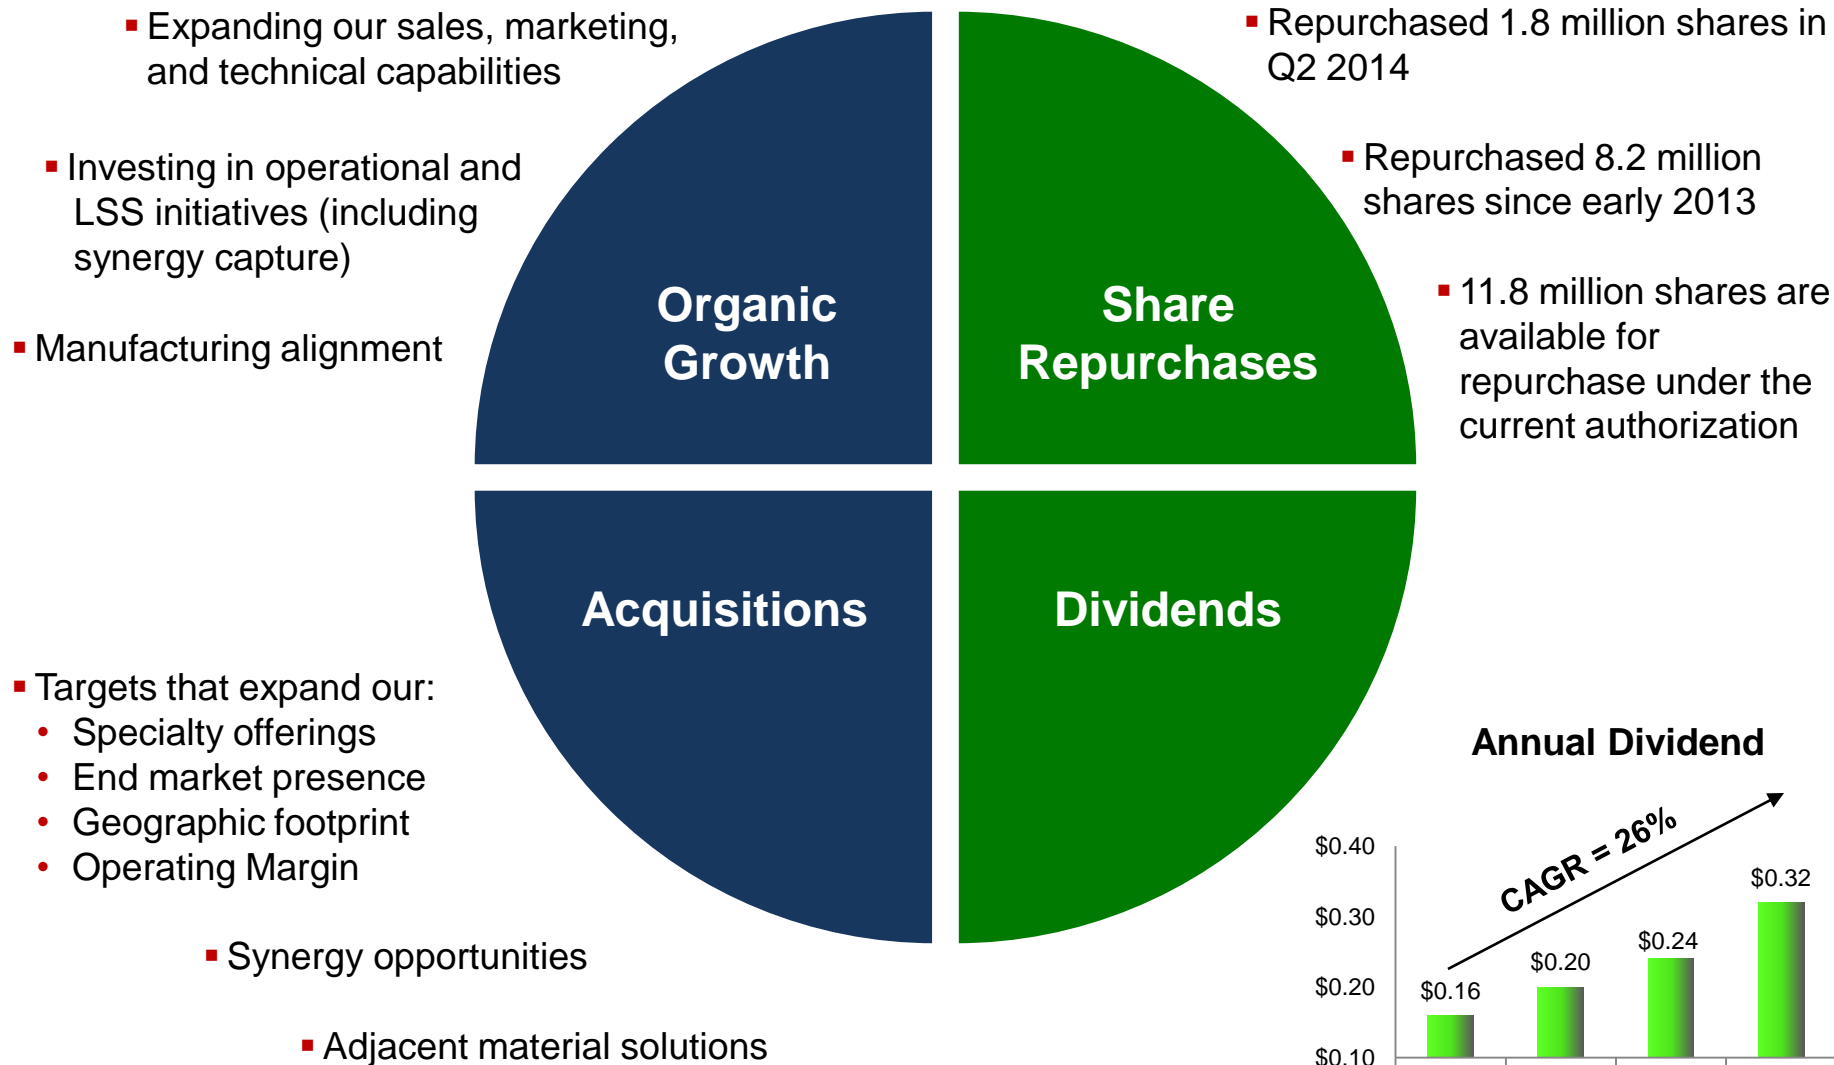 Expanding our sales, marketing,
and technical capabilities
Investing in operational and
LSS initiatives (including
synergy capture)
Manufacturing alignment
Organic
Growth
Share
Repurchases
Repurchased 1.8 million shares in
Q2 2014
Repurchased 8.2 million
shares since early 2013
11.8 million shares are
available for
repurchase under the
current authorization
Acquisitions
Dividends
Targets that expand our:
Specialty offerings
End market presence
Geographic footprint
Operating Margin
Synergy opportunities
Adjacent material solutions
Annual Dividend
CAGR = 26%
$0.40
$0.30
$0.20
$0.10
$0.16
$0.20
$0.24
$0.32